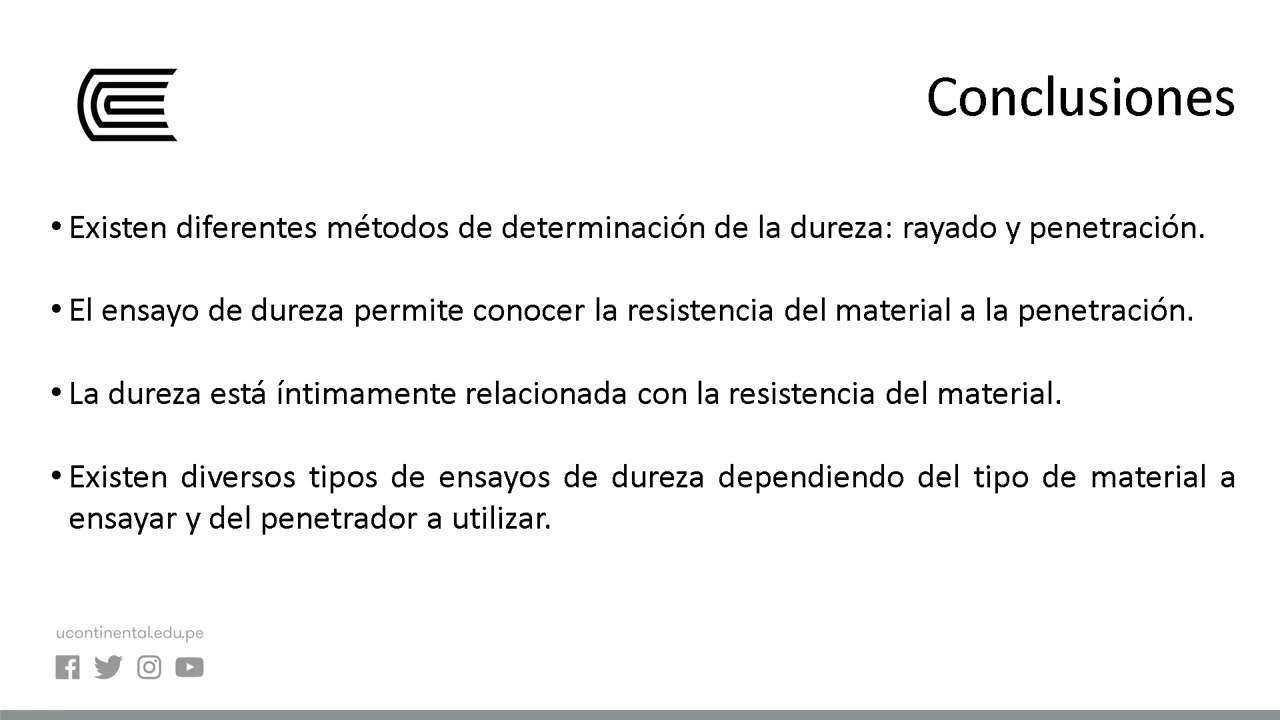 Conclusiones
• Existen diferentes métodos de determinación de la dureza: rayado y penetración.
• El ensayo de dureza permite conocer la resistencia del material a la penetración.
• La dureza está íntimamente relacionada con la resistencia del material.
• Existen diversos tipos de ensayos de dureza dependiendo del tipo de material a
ensayar y del penetrador a utilizar.
ucontinental.edu.pe